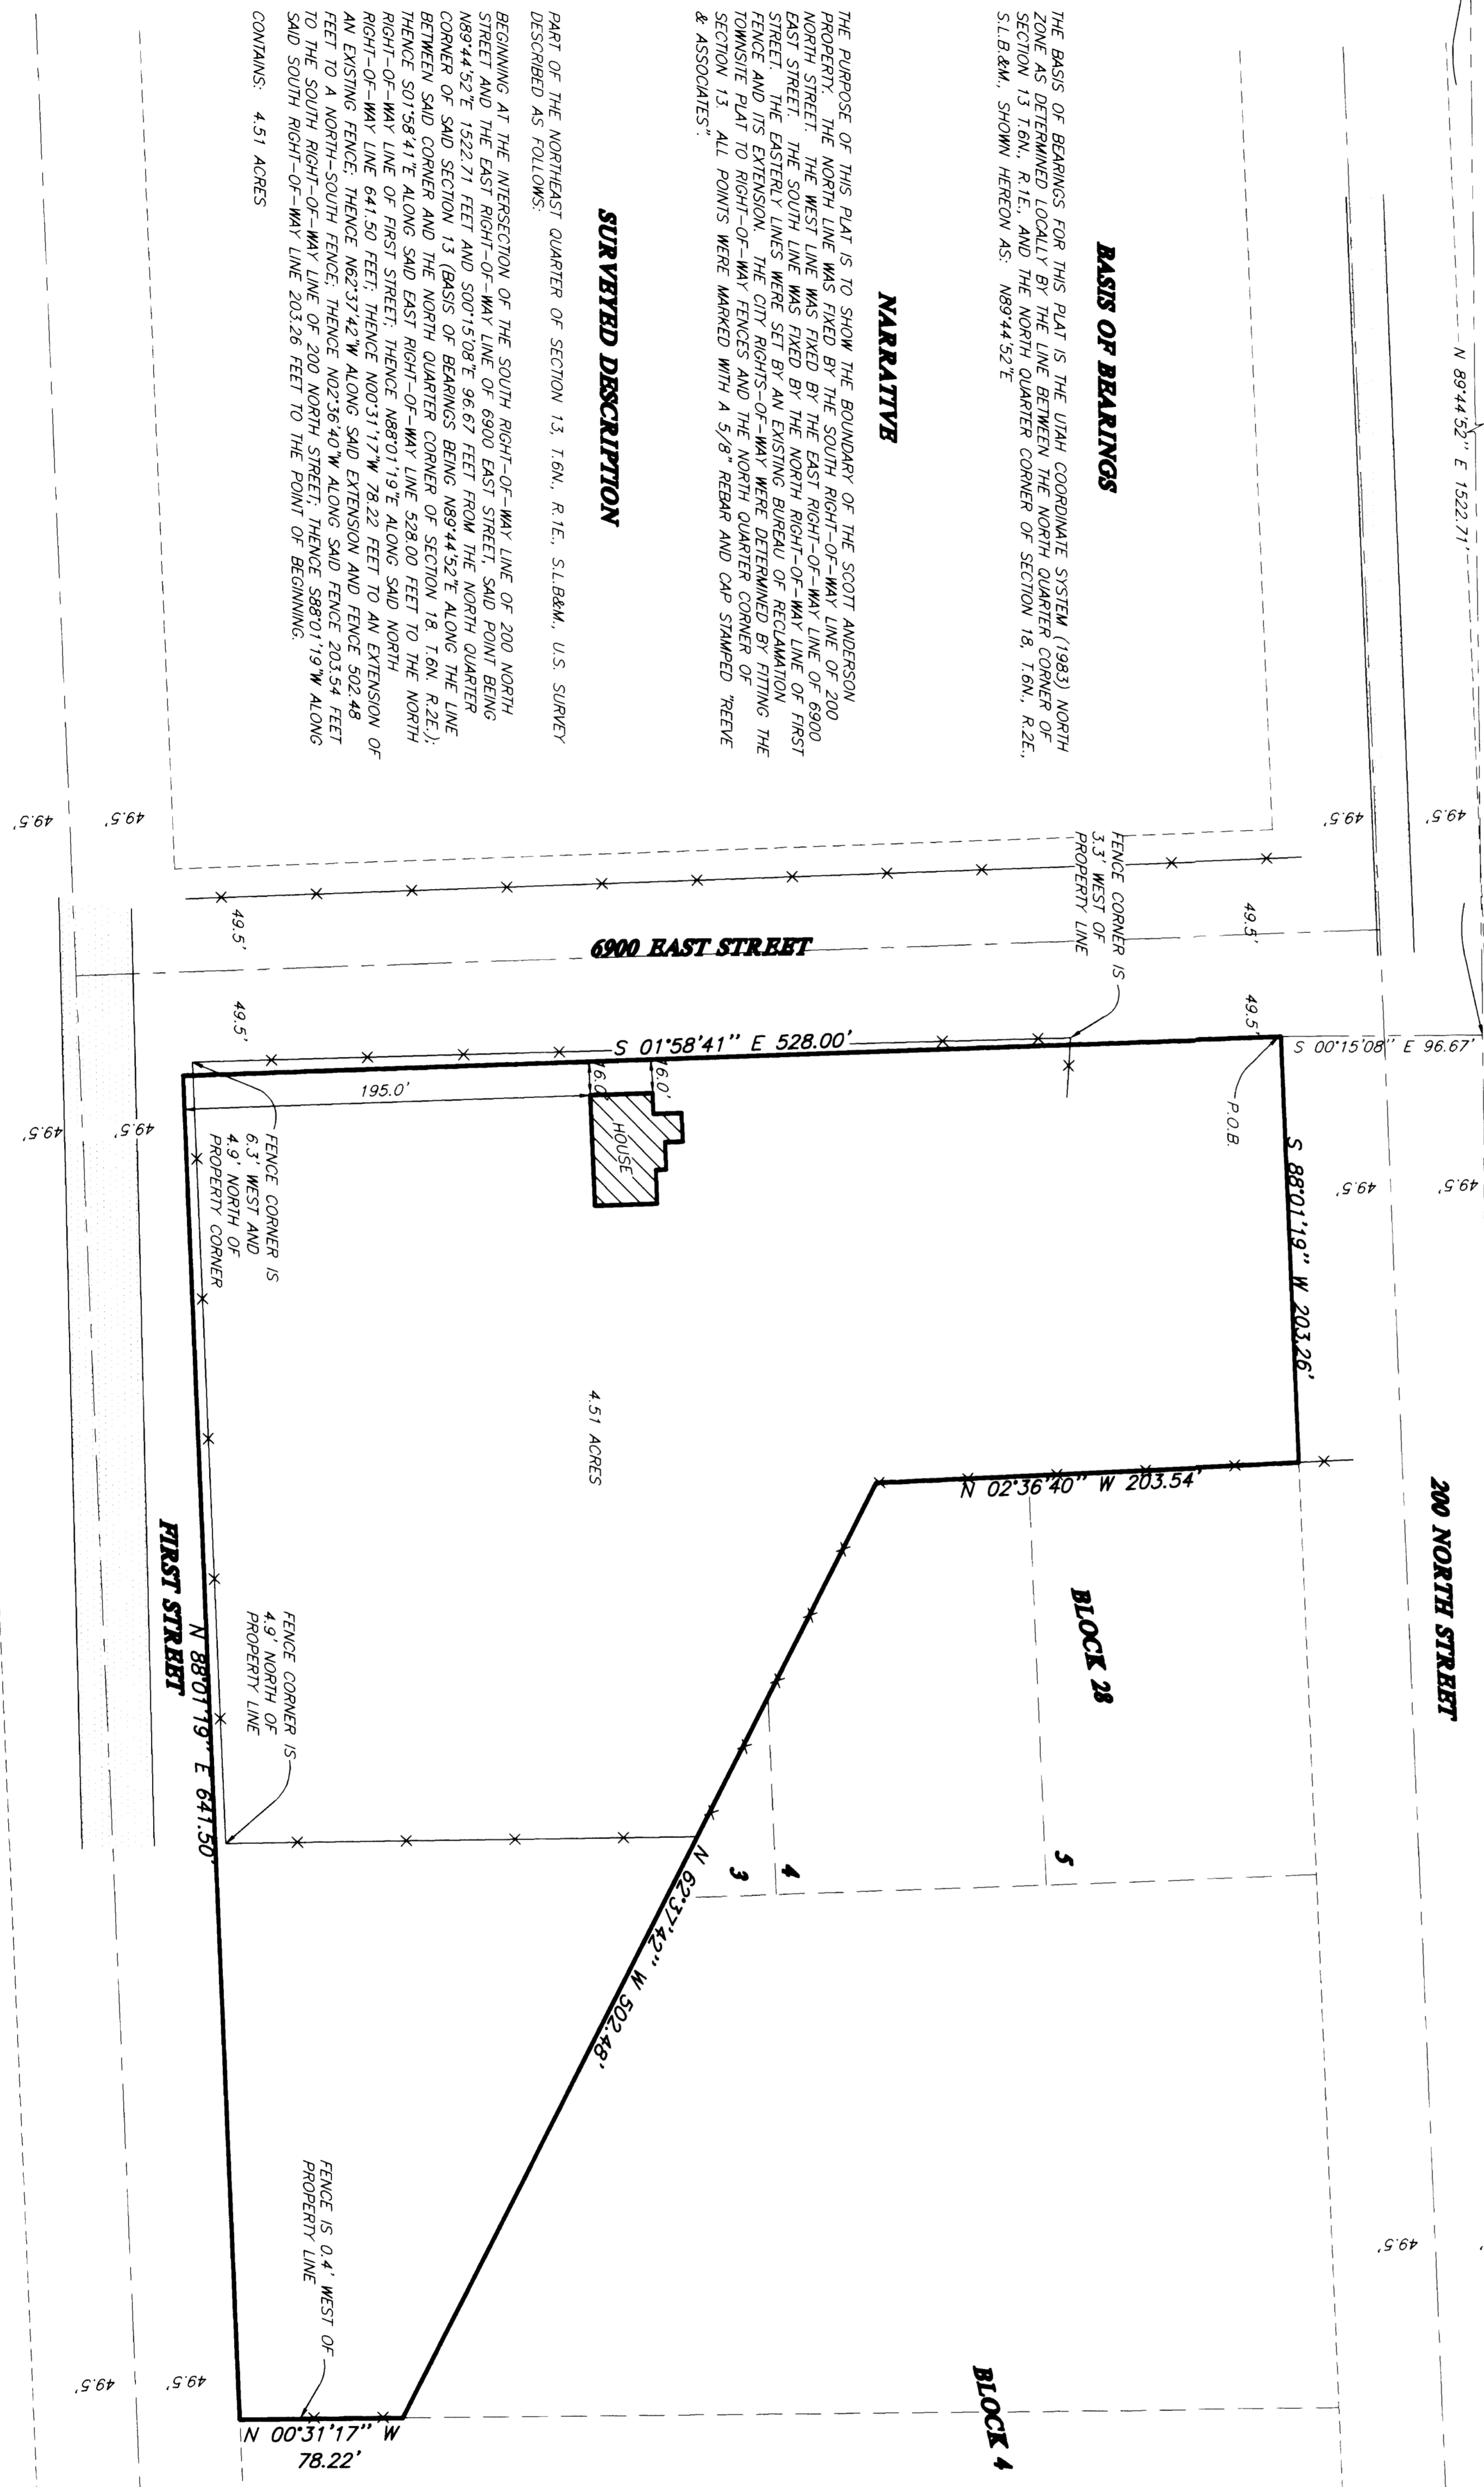 N 89°44'52" E 1522.71'
BASIS OF BEARINGS
THE BASIS OF BEARINGS FOR THIS PLAT IS THE UTAH COORDINATE SYSTEM (1983) NORTH
ZONE AS DETERMINED LOCALLY BY THE LINE BETWEEN THE NORTH QUARTER CORNER OF
SECTION 13 T.6N., R.1E., AND THE NORTH QUARTER CORNER OF SECTION 18, T.6N., R.2E.,
S.L.B.&M., SHOWN HEREON AS: N89°44'52"E
NARRATIVE
THE PURPOSE OF THIS PLAT IS TO SHOW THE BOUNDARY OF THE SCOTT ANDERSON
PROPERTY. THE NORTH LINE WAS FIXED BY THE SOUTH RIGHT-OF-WAY LINE OF 200
NORTH STREET. THE WEST LINE WAS FIXED BY THE EAST RIGHT-OF-WAY LINE OF 6900
EAST STREET. THE SOUTH LINE WAS FIXED BY THE NORTH RIGHT-OF-WAY LINE OF FIRST
STREET. THE EASTERLY LINES WERE SET BY AN EXISTING BUREAU OF RECLAMATION
FENCE AND ITS EXTENSION. THE CITY RIGHTS-OF-WAY WERE DETERMINED BY FITTING THE
TOWNSITE PLAT TO RIGHT-OF-WAY FENCES AND THE NORTH QUARTER CORNER OF
SECTION 13. ALL POINTS WERE MARKED WITH A 5/8" REBAR AND CAP STAMPED "REEVE
& ASSOCIATES".
SURVEYED DESCRIPTION
PART OF THE NORTHEAST QUARTER OF SECTION 13, T.6N., R.1E., S.L.B&M., U.S. SURVEY
DESCRIBED AS FOLLOWS:
BEGINNING AT THE INTERSECTION OF THE SOUTH RIGHT-OF-WAY LINE OF 200 NORTH
STREET AND THE EAST RIGHT-OF-WAY LINE OF 6900 EAST STREET, SAID POINT BEING
N89°44'52"E 1522.71 FEET AND S00°15'08"E 96.67 FEET FROM THE NORTH QUARTER
CORNER OF SAID SECTION 13 (BASIS OF BEARINGS BEING N89°44'52"E ALONG THE LINE
BETWEEN SAID CORNER AND THE NORTH QUARTER CORNER OF SECTION 18. T.6N. R.2E.);
THENCE S01°58'41"E ALONG SAID EAST RIGHT-OF-WAY LINE 528.00 FEET TO THE NORTH
RIGHT-OF-WAY LINE OF FIRST STREET; THENCE N88°01'19"E ALONG SAID NORTH
RIGHT-OF-WAY LINE 641.50 FEET; THENCE N00°31'17"W 78.22 FEET TO AN EXTENSION OF
AN EXISTING FENCE; THENCE N62°37'42"W ALONG SAID EXTENSION AND FENCE 502.48
FEET TO A NORTH-SOUTH FENCE; THENCE N02°36'40"W ALONG SAID FENCE 203.54 FEET
TO THE SOUTH RIGHT-OF-WAY LINE OF 200 NORTH STREET; THENCE S88°01'19"W ALONG
SAID SOUTH RIGHT-OF-WAY LINE 203.26 FEET TO THE POINT OF BEGINNING.
CONTAINS: 4.51 ACRES
49.5'
49.5'
49.5'
49.5'
FENCE CORNER IS
3.3' WEST OF
PROPERTY LINE
49.5'
49.5'
6900 EAST STREET
49.5'
49.5'
S 01°58'41" E 528.00'
S 00°15'08" E 96.67'
P.O.B.
S 88°01'19" W 203.26'
49.5'
49.5'
200 NORTH STREET
16.0'
16.0'
195.0'
HOUSE
49.5'
49.5'
FENCE CORNER IS
6.3' WEST AND
4.9' NORTH OF
PROPERTY CORNER
4.51 ACRES
N 02°36'40" W 203.54'
BLOCK 28
5
4
3
FENCE CORNER IS
4.9' NORTH OF
PROPERTY LINE
FIRST STREET
N 88°01'19" E 641.50'
N 62°37'42" W 502.48'
49.5'
FENCE IS 0.4' WEST OF
PROPERTY LINE
BLOCK 4
49.5'
49.5'
N 00°31'17" W
78.22'